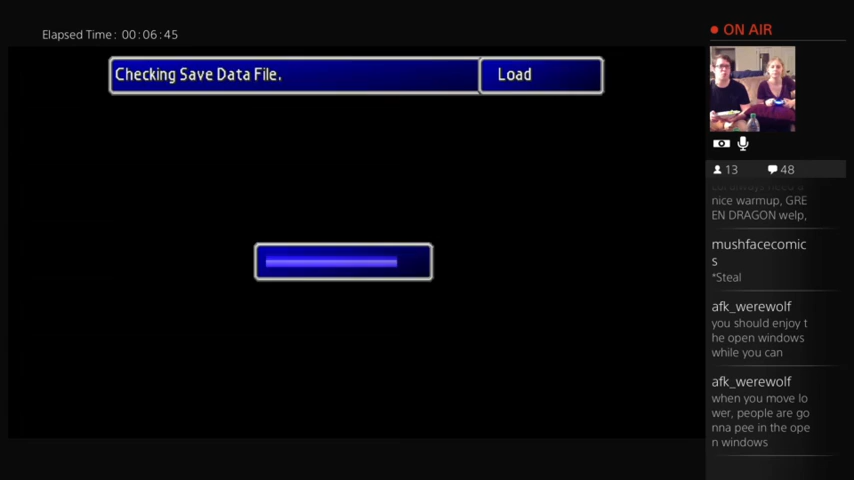 Elapsed Time: 00:06:45
ON AIR
Checking Save Data File.
Load
13
48
nice warmup, GRE
EN DRAGON welp,
mushfacecomic
s
*Steal
afk_werewolf
you should enjoy t
he open windows
while you can
afk_werewolf
when you move lo
wer, people are go
nna pee in the ope
n windows